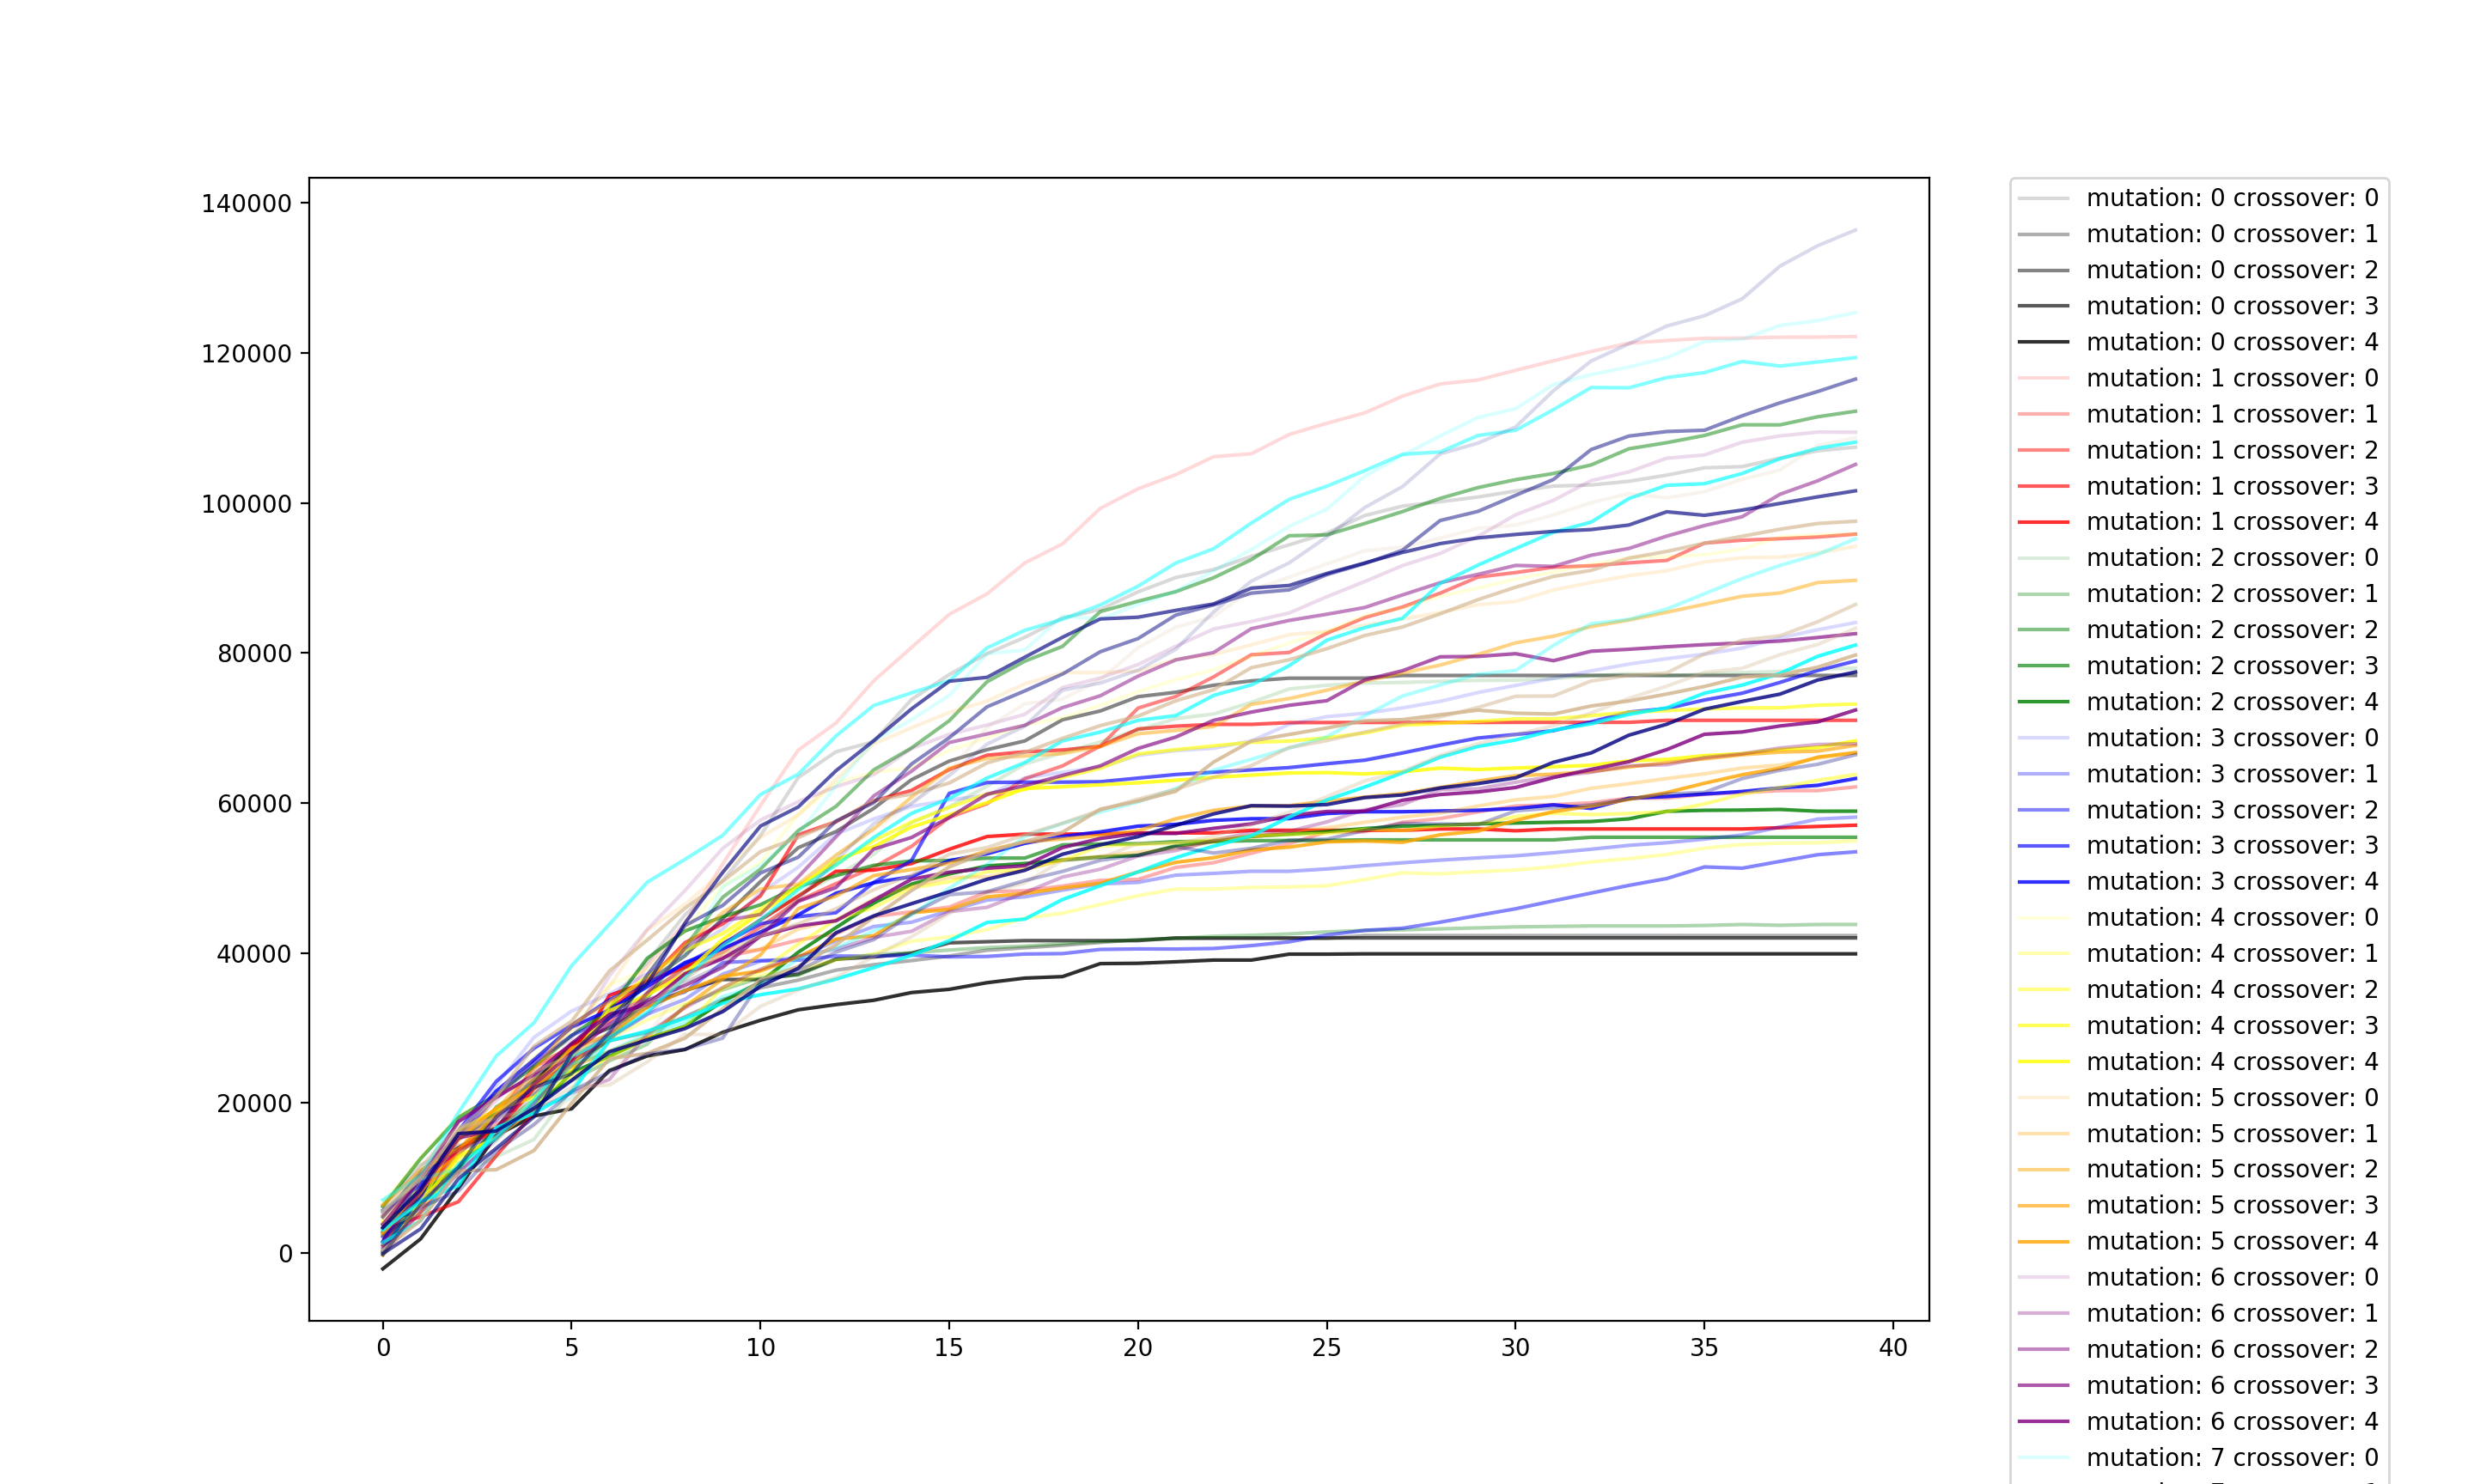 140000
120000
100000
80000
60000
40000
20000
0
0 5 10 15 20 25 30 35 40
mutation: 0 crossover: 0
mutation: 0 crossover: 1
mutation: 0 crossover: 2
mutation: 0 crossover: 3
mutation: 0 crossover: 4
mutation: 1 crossover: 0
mutation: 1 crossover: 1
mutation: 1 crossover: 2
mutation: 1 crossover: 3
mutation: 1 crossover: 4
mutation: 2 crossover: 0
mutation: 2 crossover: 1
mutation: 2 crossover: 2
mutation: 2 crossover: 3
mutation: 2 crossover: 4
mutation: 3 crossover: 0
mutation: 3 crossover: 1
mutation: 3 crossover: 2
mutation: 3 crossover: 3
mutation: 3 crossover: 4
mutation: 4 crossover: 0
mutation: 4 crossover: 1
mutation: 4 crossover: 2
mutation: 4 crossover: 3
mutation: 4 crossover: 4
mutation: 5 crossover: 0
mutation: 5 crossover: 1
mutation: 5 crossover: 2
mutation: 5 crossover: 3
mutation: 5 crossover: 4
mutation: 6 crossover: 0
mutation: 6 crossover: 1
mutation: 6 crossover: 2
mutation: 6 crossover: 3
mutation: 6 crossover: 4
mutation: 7 crossover: 0